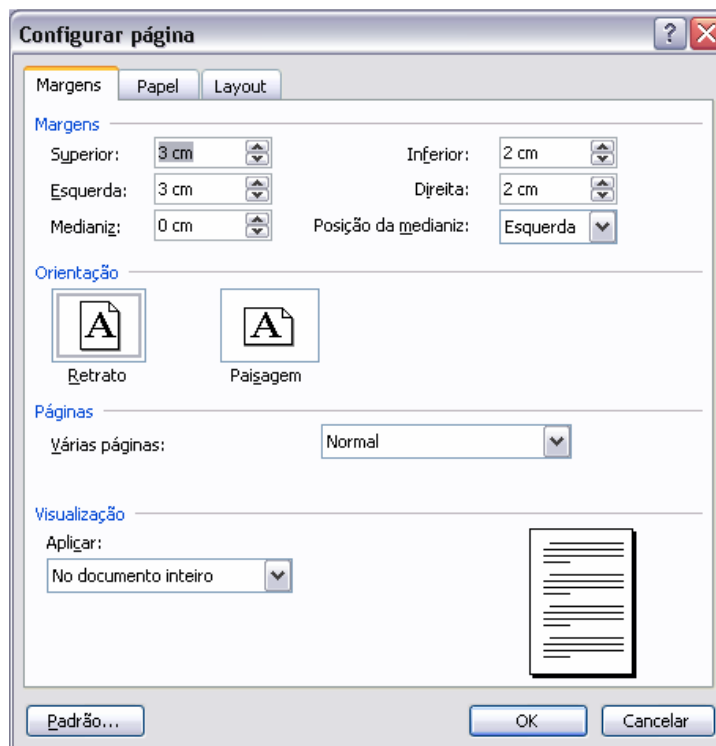 Configurar página
Margens Papel Layout
Margens
Superior: 3 cm Inferior: 2 cm
Esquerda: 3 cm Direita: 2 cm
Medianiz: 0 cm Posição da medianiz: Esquerda
Orientação
A A
Retrato Paisagem
Páginas
Várias páginas: Normal
Visualização
Aplicar:
No documento inteiro
Padrão... OK Cancelar